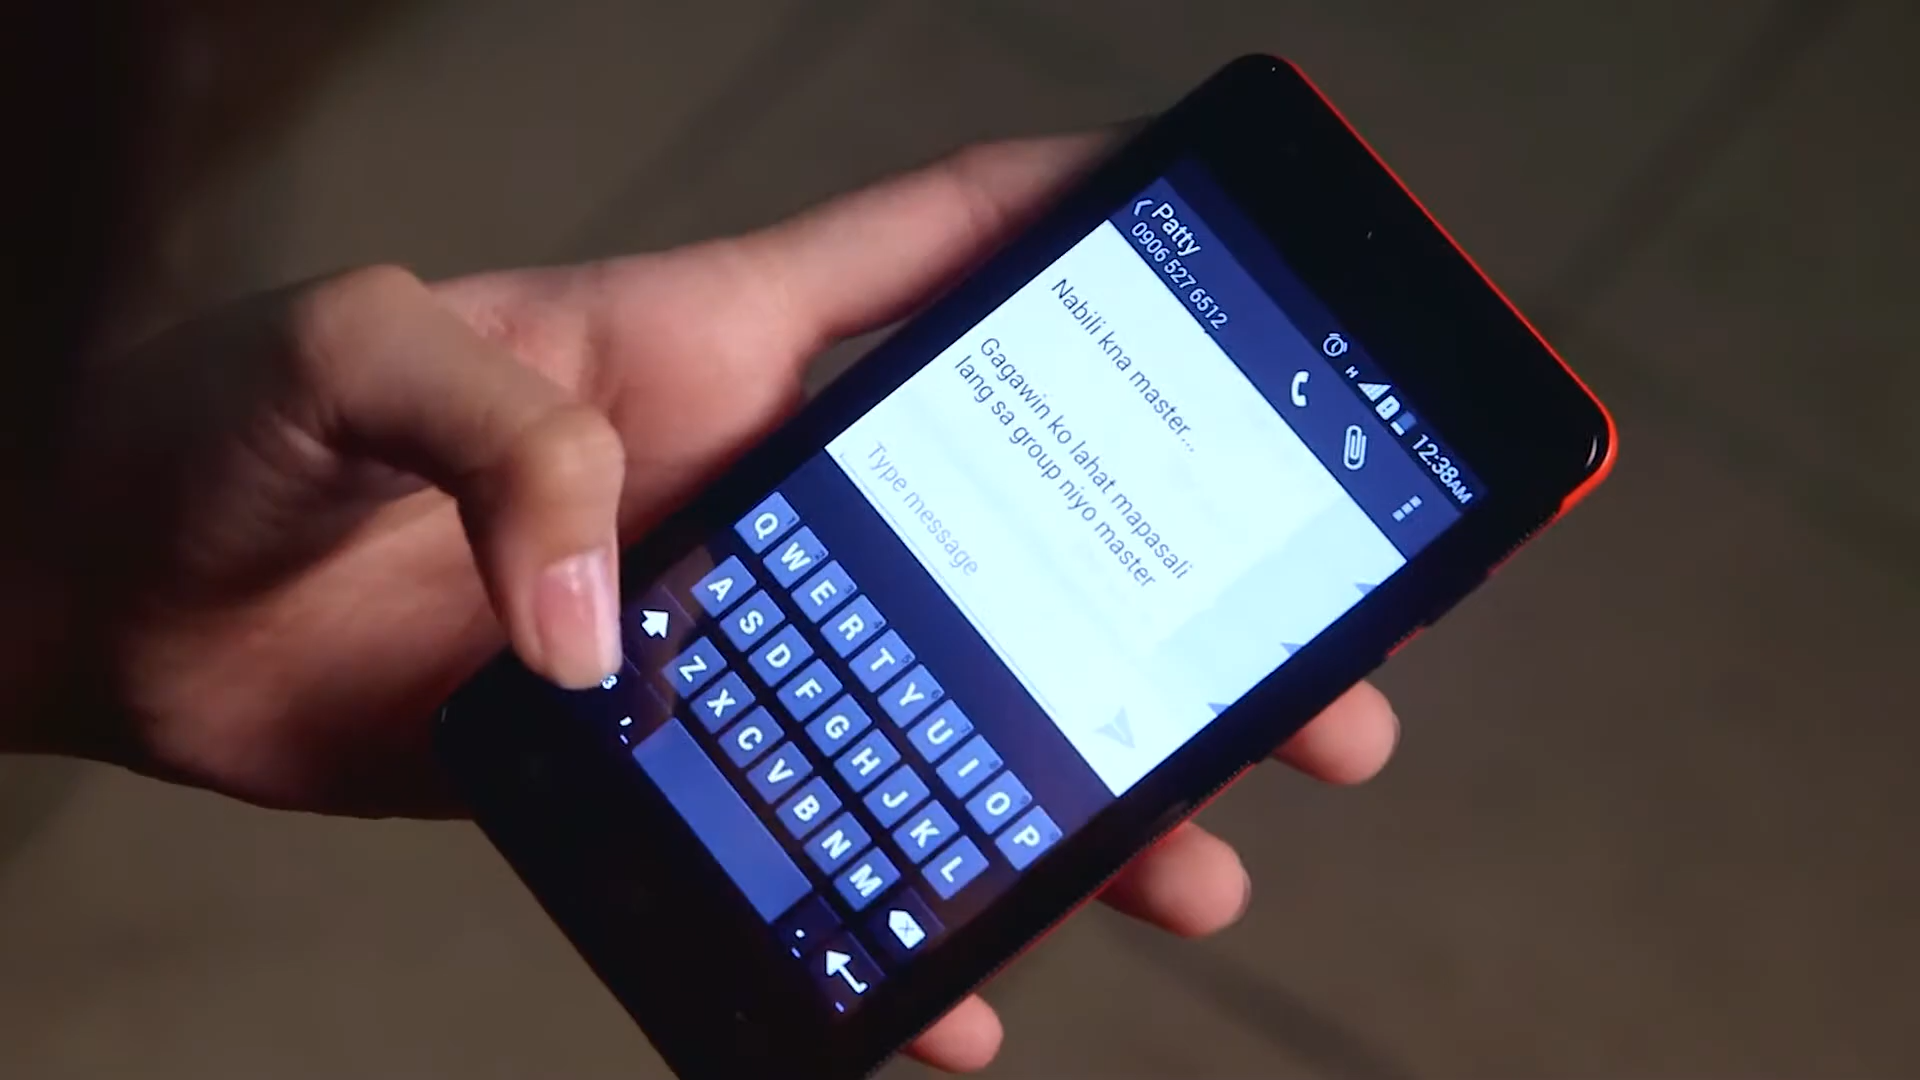 12:38AM
Patty
0906 527 6512
Nabili kna master...
Gagawin ko lahat mapasali
lang sa group niyo master
Type message
Q W E R T Y U I O P
A S D F G H J K L
Z X C V B N M